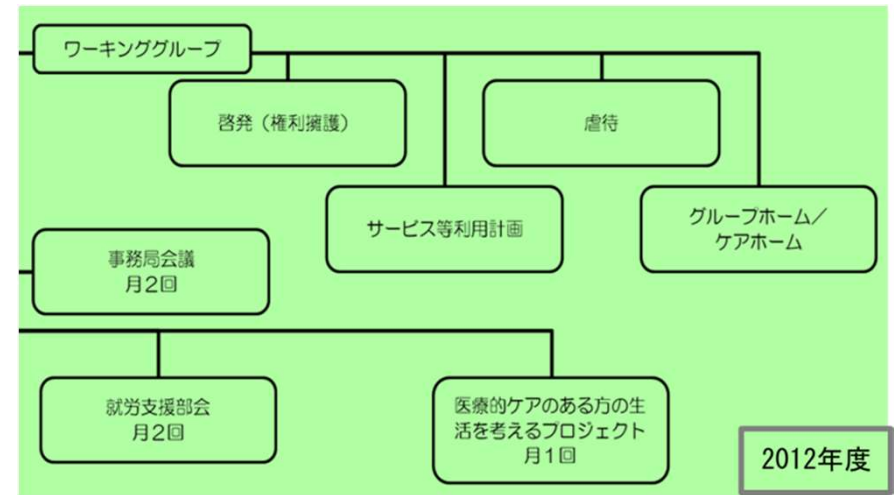 ワーキンググループ
啓発（権利擁護）
虐待
サービス等利用計画
グループホーム／
ケアホーム
事務局会議
月２回
就労支援部会
月２回
医療的ケアのある方の生
活を考えるプロジェクト
月１回
2012年度